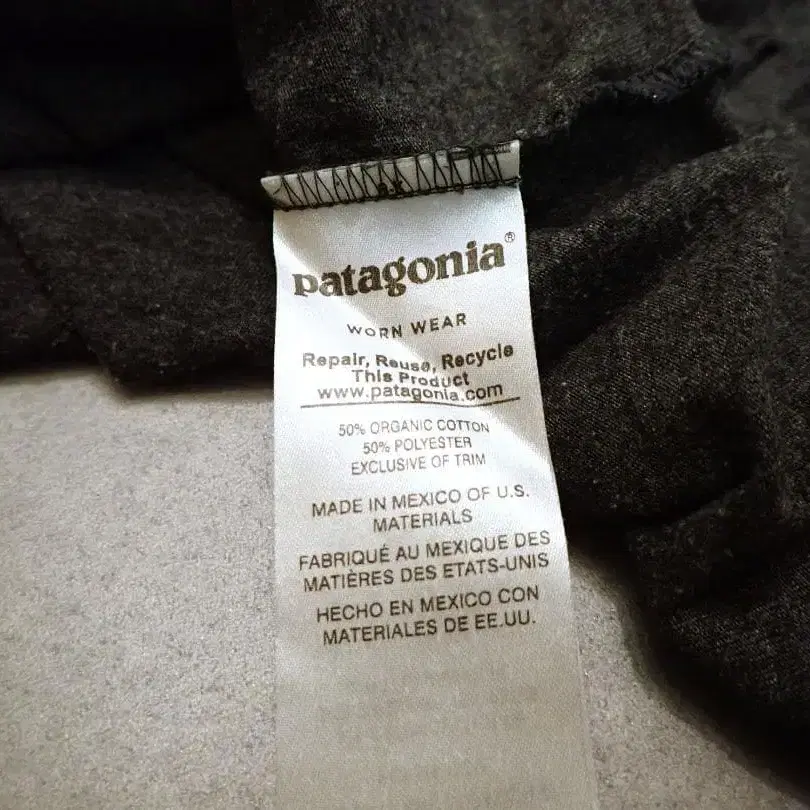 patagonia®
WORN WEAR
Repair, Reuse, Recycle
This Product
www.patagonia.com
50% ORGANIC COTTON
50% POLYESTER
EXCLUSIVE OF TRIM
MADE IN MEXICO OF U.S.
MATERIALS
FABRIQUÉ AU MEXIQUE DES
MATIÈRES DES ETATS-UNIS
HECHO EN MEXICO CON
MATERIALES DE EE.UU.